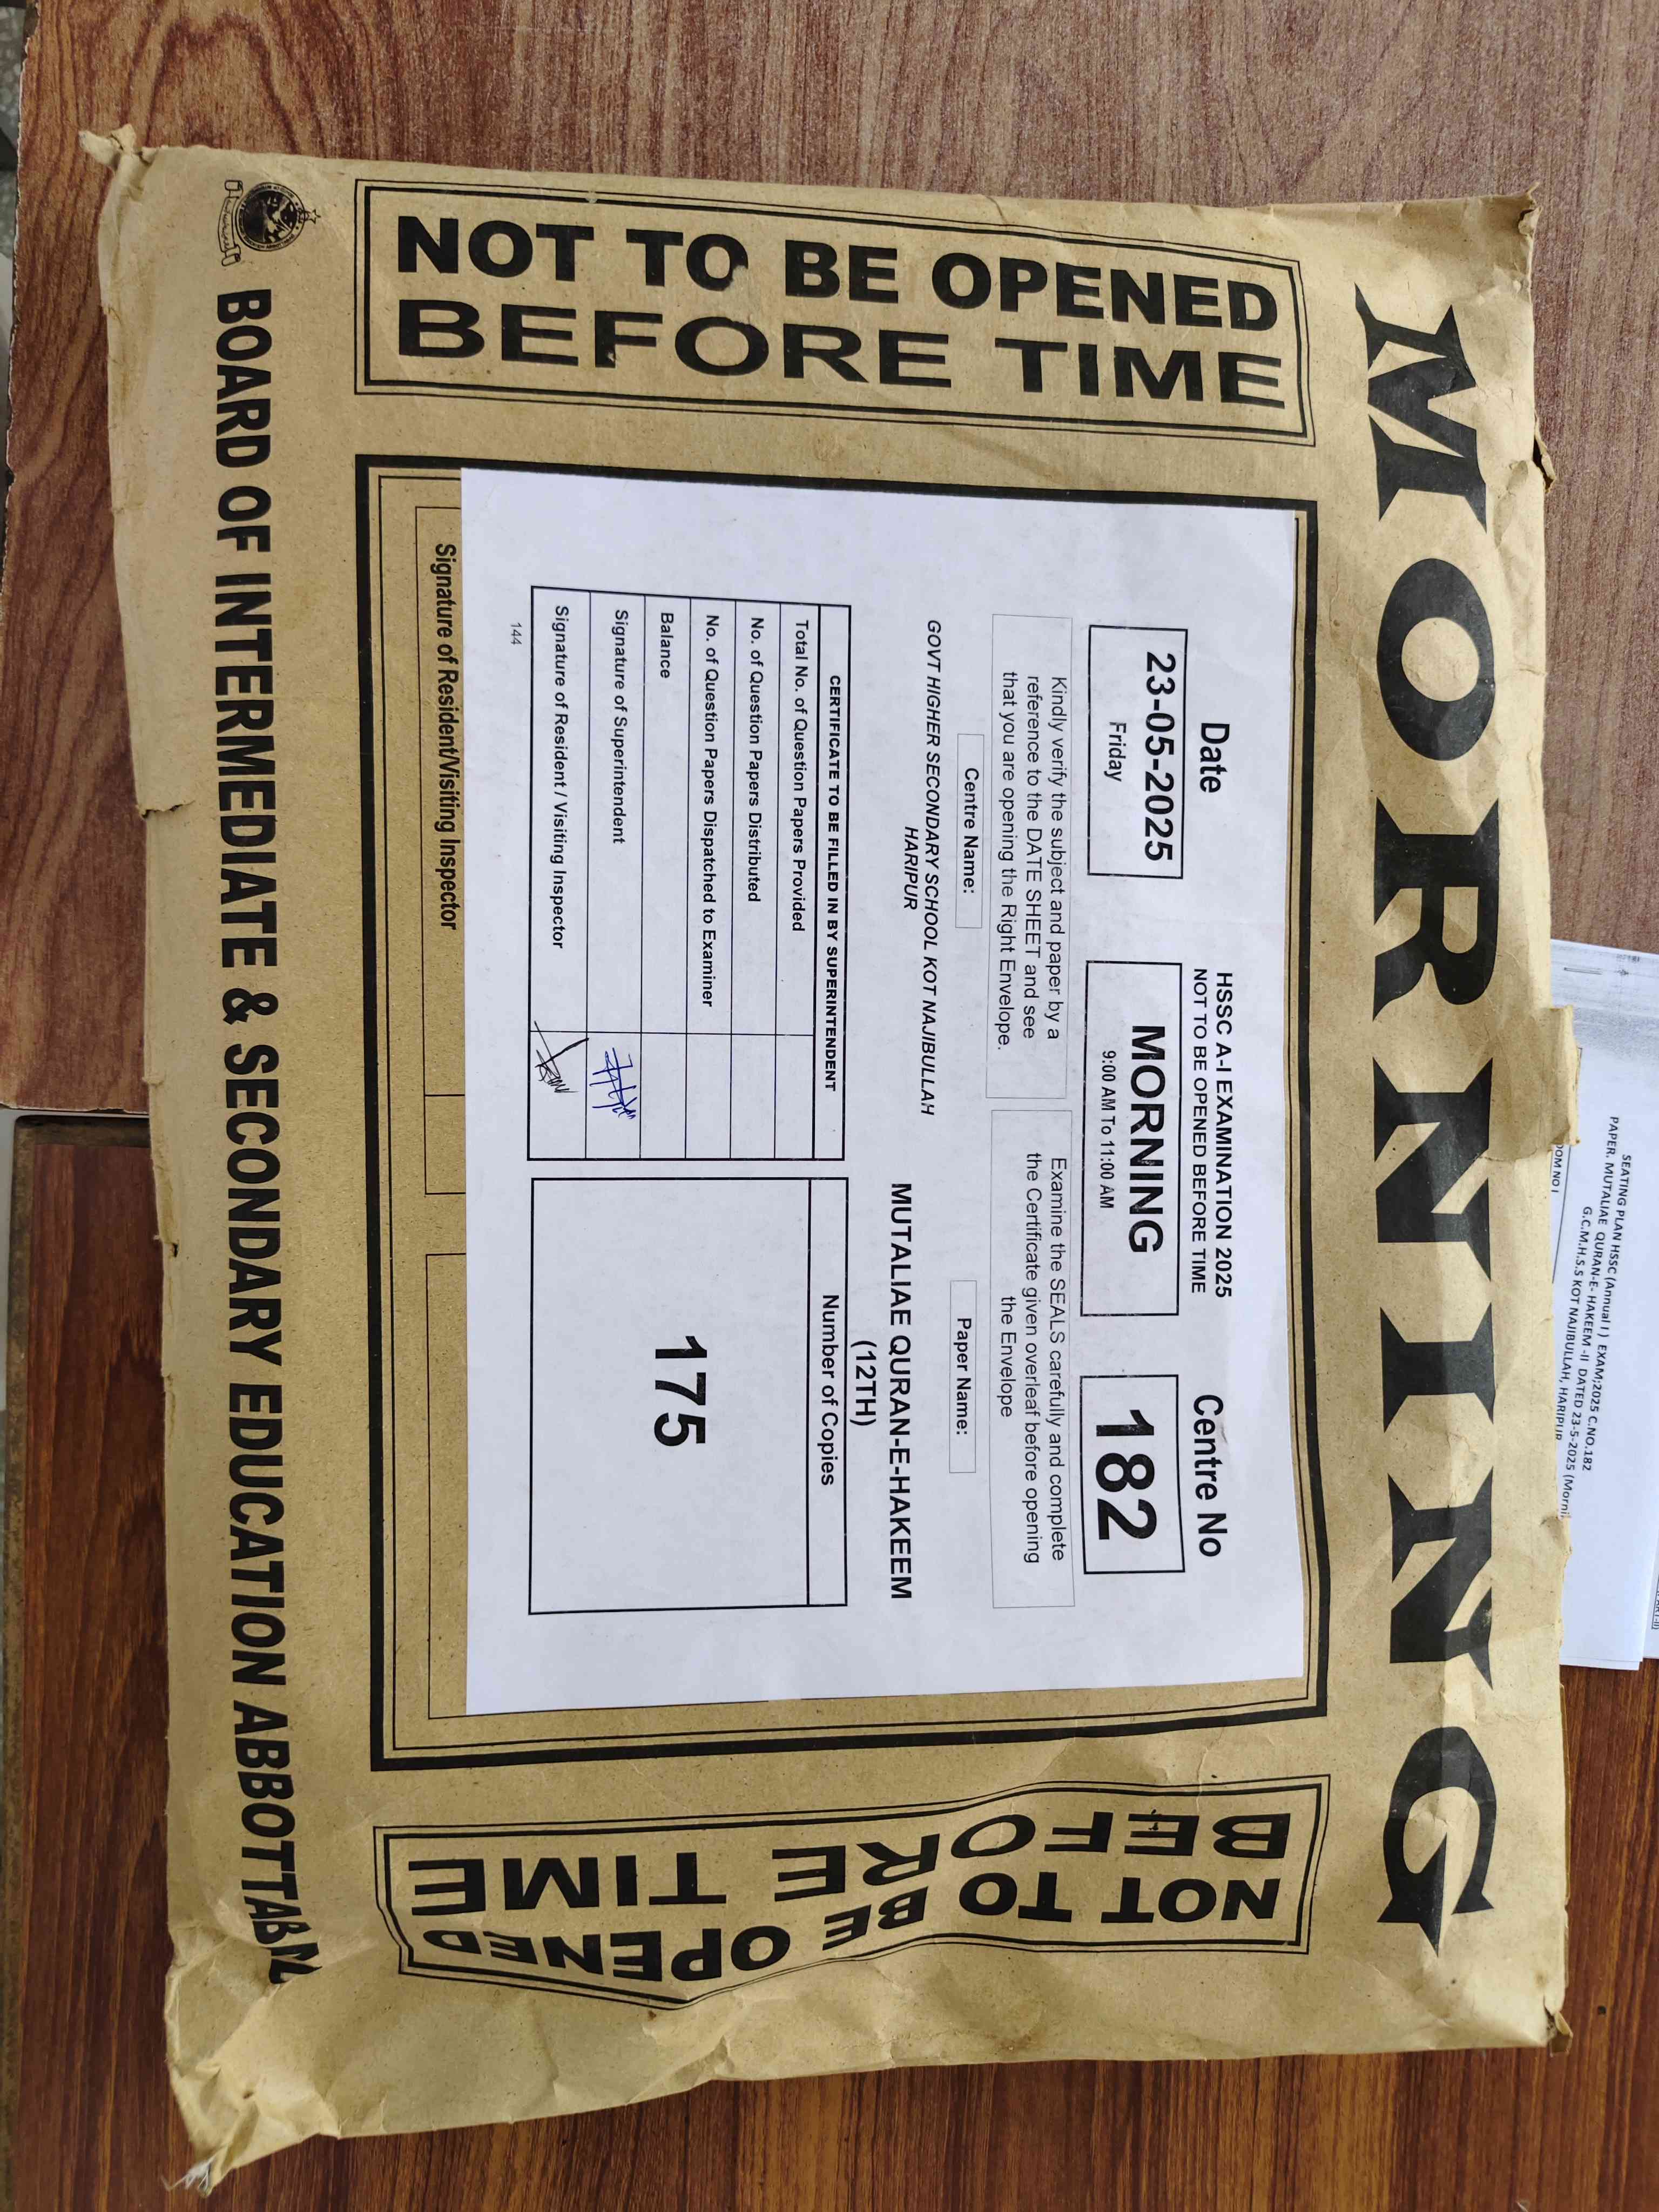 MORNING
NOT TO BE OPENED
BEFORE TIME
Date
HSSC A-I EXAMINATION 2025
NOT TO BE OPENED BEFORE TIME
Centre No
23-05-2025
Friday
MORNING
9:00 AM To 11:00 AM
182
Kindly verify the subject and paper by a
reference to the DATE SHEET and see
that you are opening the Right Envelope.
Examine the SEALS carefully and complete
the Certificate given overleaf before opening
the Envelope
Centre Name:
Paper Name:
GOVT HIGHER SECONDARY SCHOOL KOT NAJIBULLAH
HARIPUR
MUTALIAE QURAN-E-HAKEEM
(12TH)
CERTIFICATE TO BE FILLED IN BY SUPERINTENDENT
Total No. of Question Papers Provided
No. of Question Papers Distributed
No. of Question Papers Dispatched to Examiner
Balance
Signature of Superintendent
Signature of Resident / Visiting Inspector
Number of Copies
175
144
Signature of Resident/Visiting Inspector
NOT TO BE OPENED
BEFORE TIME
BOARD OF INTERMEDIATE & SECONDARY EDUCATION ABBOTTABAD
SEATING PLAN HSSC (Annual I) EXAM;2025 C.NO.182
PAPER. MUTALIAE QURAN-E-HAKEEM -II DATED 23-5-2025 (Morni
G.C.M.H.S.S KOT NAJIBULLAH, HARIPUR
OOM NO I